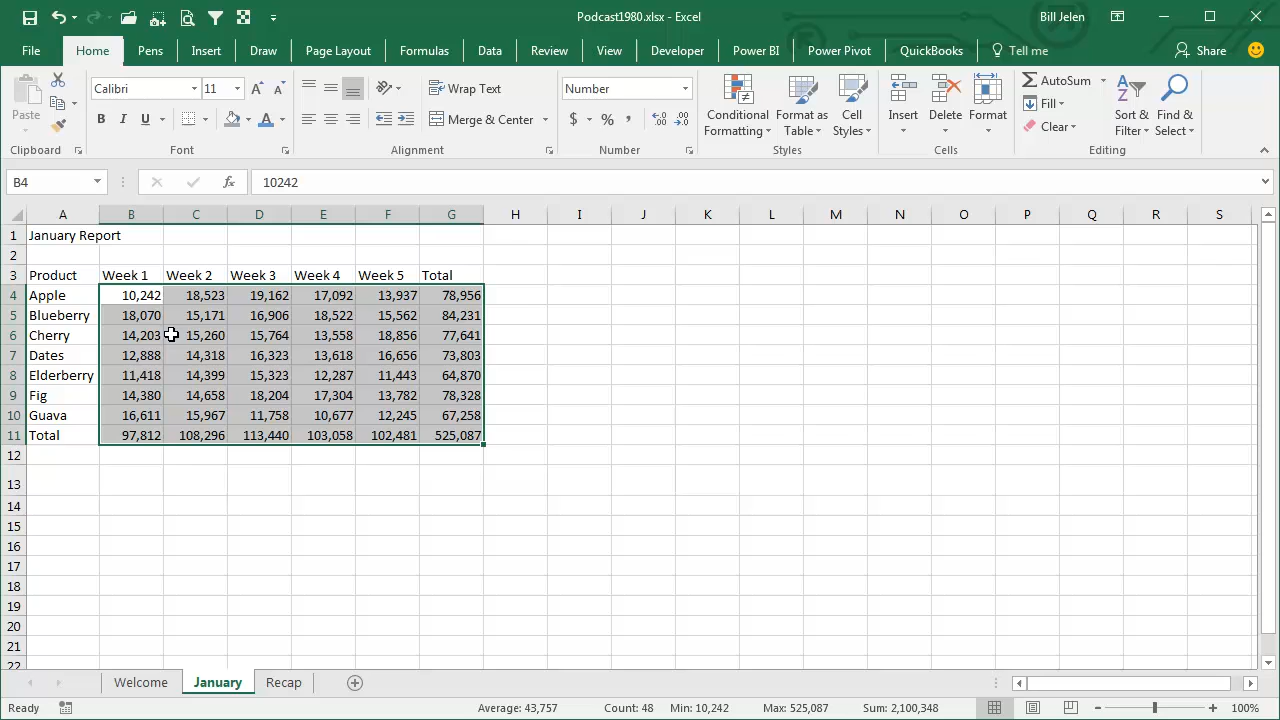 Podcast1980.xlsx - Excel
Bill Jelen
File Home Pens Insert Draw Page Layout Formulas Data Review View Developer Power BI Power Pivot QuickBooks Tell me Share
Paste
Clipboard
Calibri 11
B I U A
Font
Wrap Text
Merge & Center
Alignment
Number
$ % ,
Number
Conditional Formatting
Format as Table
Cell Styles
Styles
Insert Delete Format
Cells
AutoSum
Fill
Clear
Sort & Filter
Find & Select
Editing
B4 fx 10242
A B C D E F G H I J K L M N O P Q R S
1 January Report
2
3 Product Week 1 Week 2 Week 3 Week 4 Week 5 Total
4 Apple 10,242 18,523 19,162 17,092 13,937 78,956
5 Blueberry 18,070 15,171 16,906 18,522 15,562 84,231
6 Cherry 14,203 15,260 15,764 13,558 18,856 77,641
7 Dates 12,888 14,318 16,323 13,618 16,656 73,803
8 Elderberry 11,418 14,399 15,323 12,287 11,443 64,870
9 Fig 14,380 14,658 18,204 17,304 13,782 78,328
10 Guava 16,611 15,967 11,758 10,677 12,245 67,258
11 Total 97,812 108,296 113,440 103,058 102,481 525,087
12
13
14
15
16
17
18
19
20
21
22
Welcome January Recap
Ready Average: 43,757 Count: 48 Min: 10,242 Max: 525,087 Sum: 2,100,348 100%